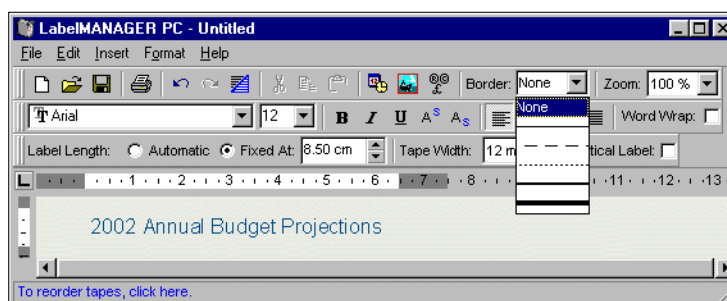 LabelMANAGER PC - Untitled
File Edit Insert Format Help
Border: None Zoom: 100 %
Arial 12 B I U A S A S Word Wrap:
None
Label Length: Automatic Fixed At: 8.50 cm Tape Width: 12 m tical Label:
L 1 2 3 4 5 6 7 8 11 12 13
2002 Annual Budget Projections
To reorder tapes, click here.